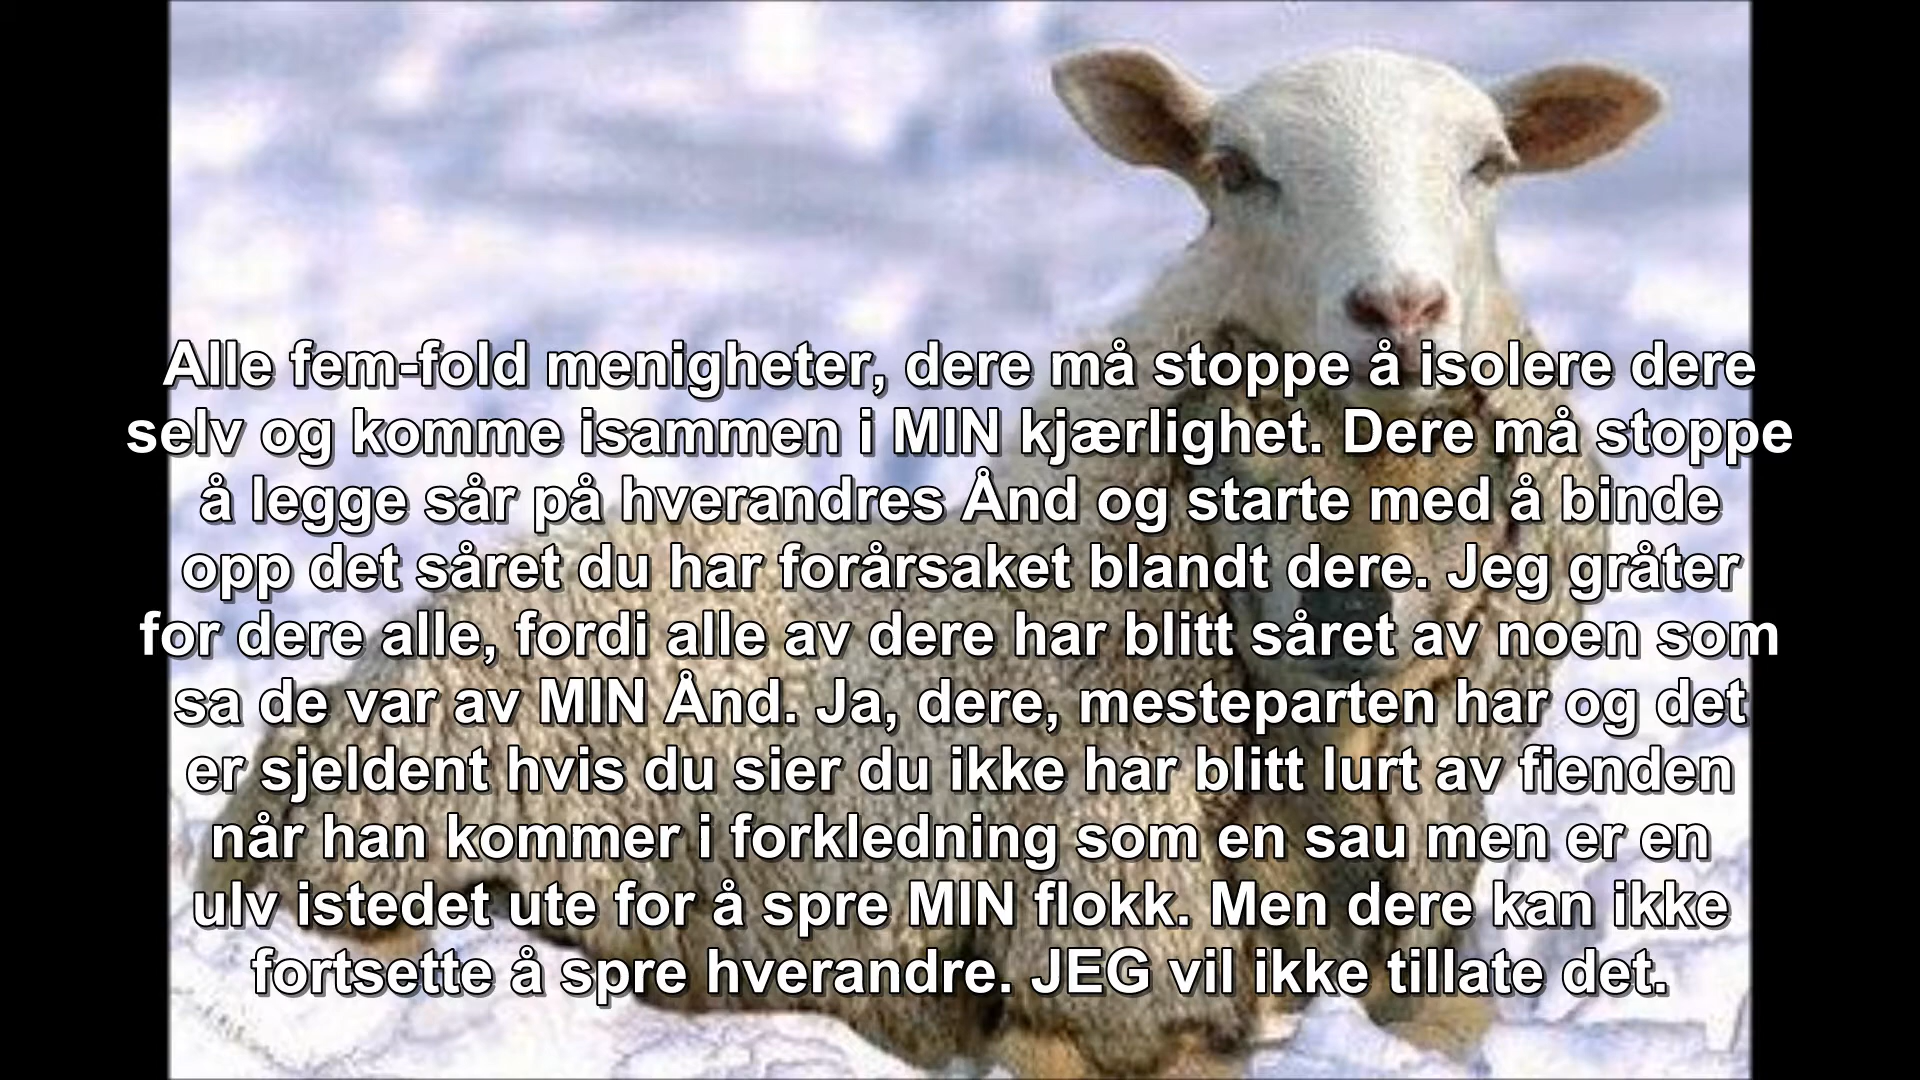 Alle fem-fold menigheter, dere må stoppe å isolere dere
selv og komme isammen i MIN kjærlighet. Dere må stoppe
å legge sår på hverandres Ånd og starte med å binde
opp det såret du har forårsaket blandt dere. Jeg gråter
for dere alle, fordi alle av dere har blitt såret av noen som
sa de var av MIN Ånd. Ja, dere, mesteparten har og det
er sjeldent hvis du sier du ikke har blitt lurt av fienden
når han kommer i forkledning som en sau men er en
ulv istedet ute for å spre MIN flokk. Men dere kan ikke
fortsette å spre hverandre. JEG vil ikke tillate det.